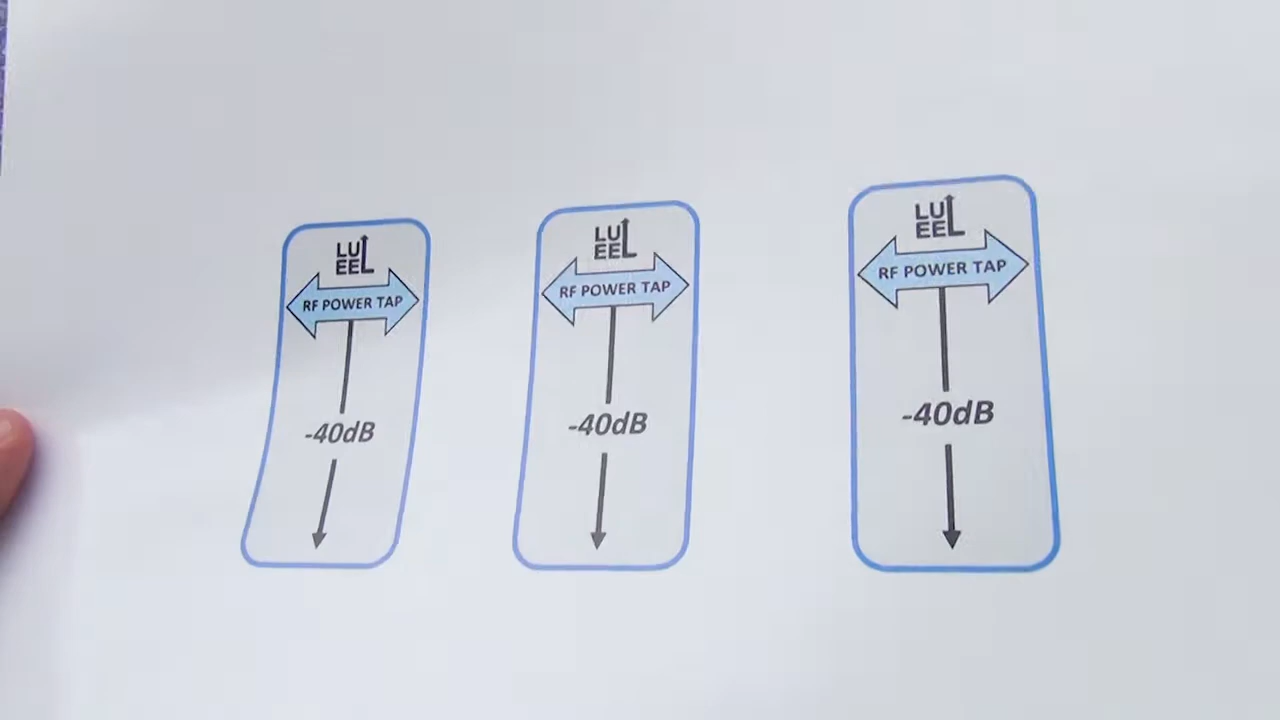 LU
EEL
RF POWER TAP
-40dB
LU
EEL
RF POWER TAP
-40dB
LU
EEL
RF POWER TAP
-40dB